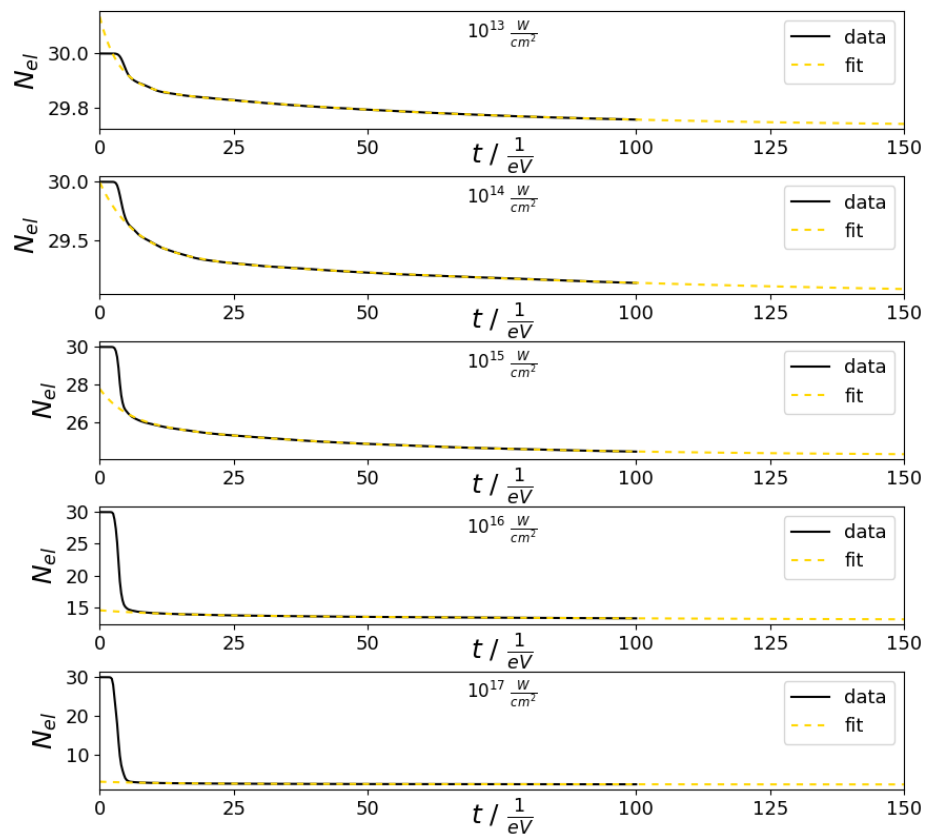 10^13 W/cm^2
data
fit
N_el
30.0
29.8
0 25 50 75 100 125 150
t / 1/eV
10^14 W/cm^2
data
fit
N_el
30.0
29.5
0 25 50 75 100 125 150
t / 1/eV
10^15 W/cm^2
data
fit
N_el
30
28
26
0 25 50 75 100 125 150
t / 1/eV
10^16 W/cm^2
data
fit
N_el
30
25
20
15
0 25 50 75 100 125 150
t / 1/eV
10^17 W/cm^2
data
fit
N_el
30
20
10
0 25 50 75 100 125 150
t / 1/eV